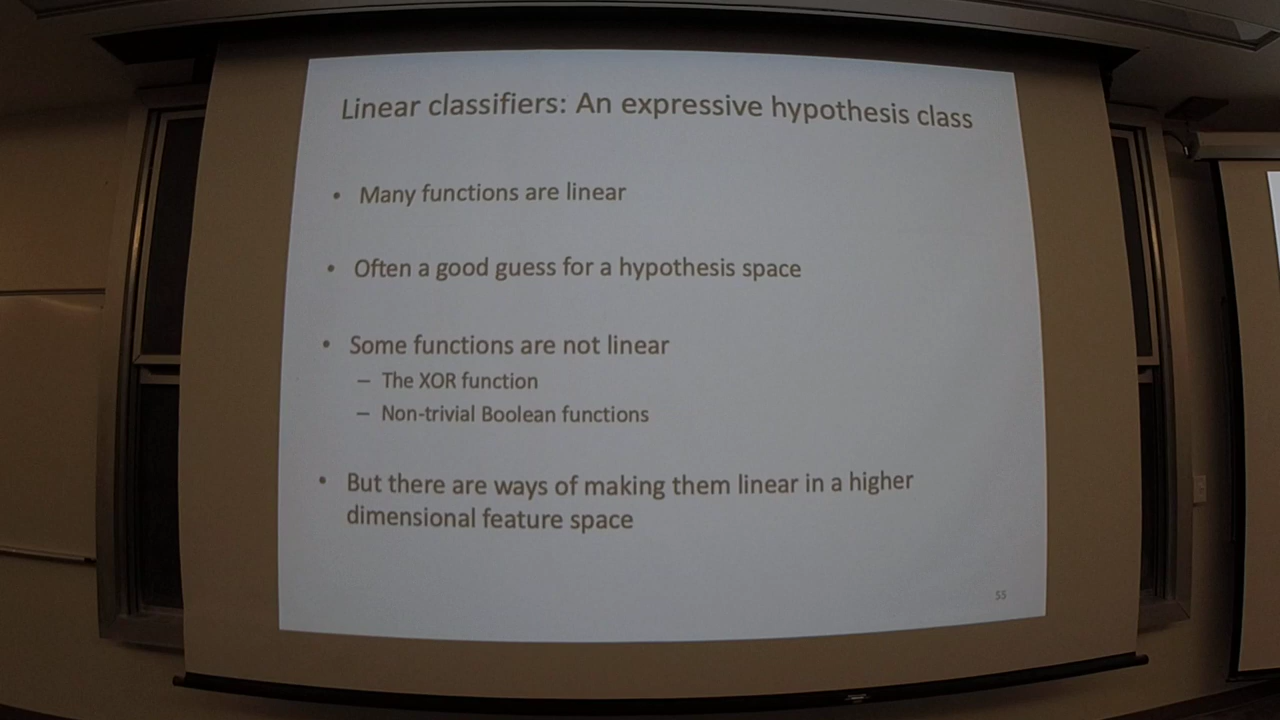 Linear classifiers: An expressive hypothesis class
• Many functions are linear
• Often a good guess for a hypothesis space
• Some functions are not linear
– The XOR function
– Non-trivial Boolean functions
• But there are ways of making them linear in a higher
dimensional feature space
55